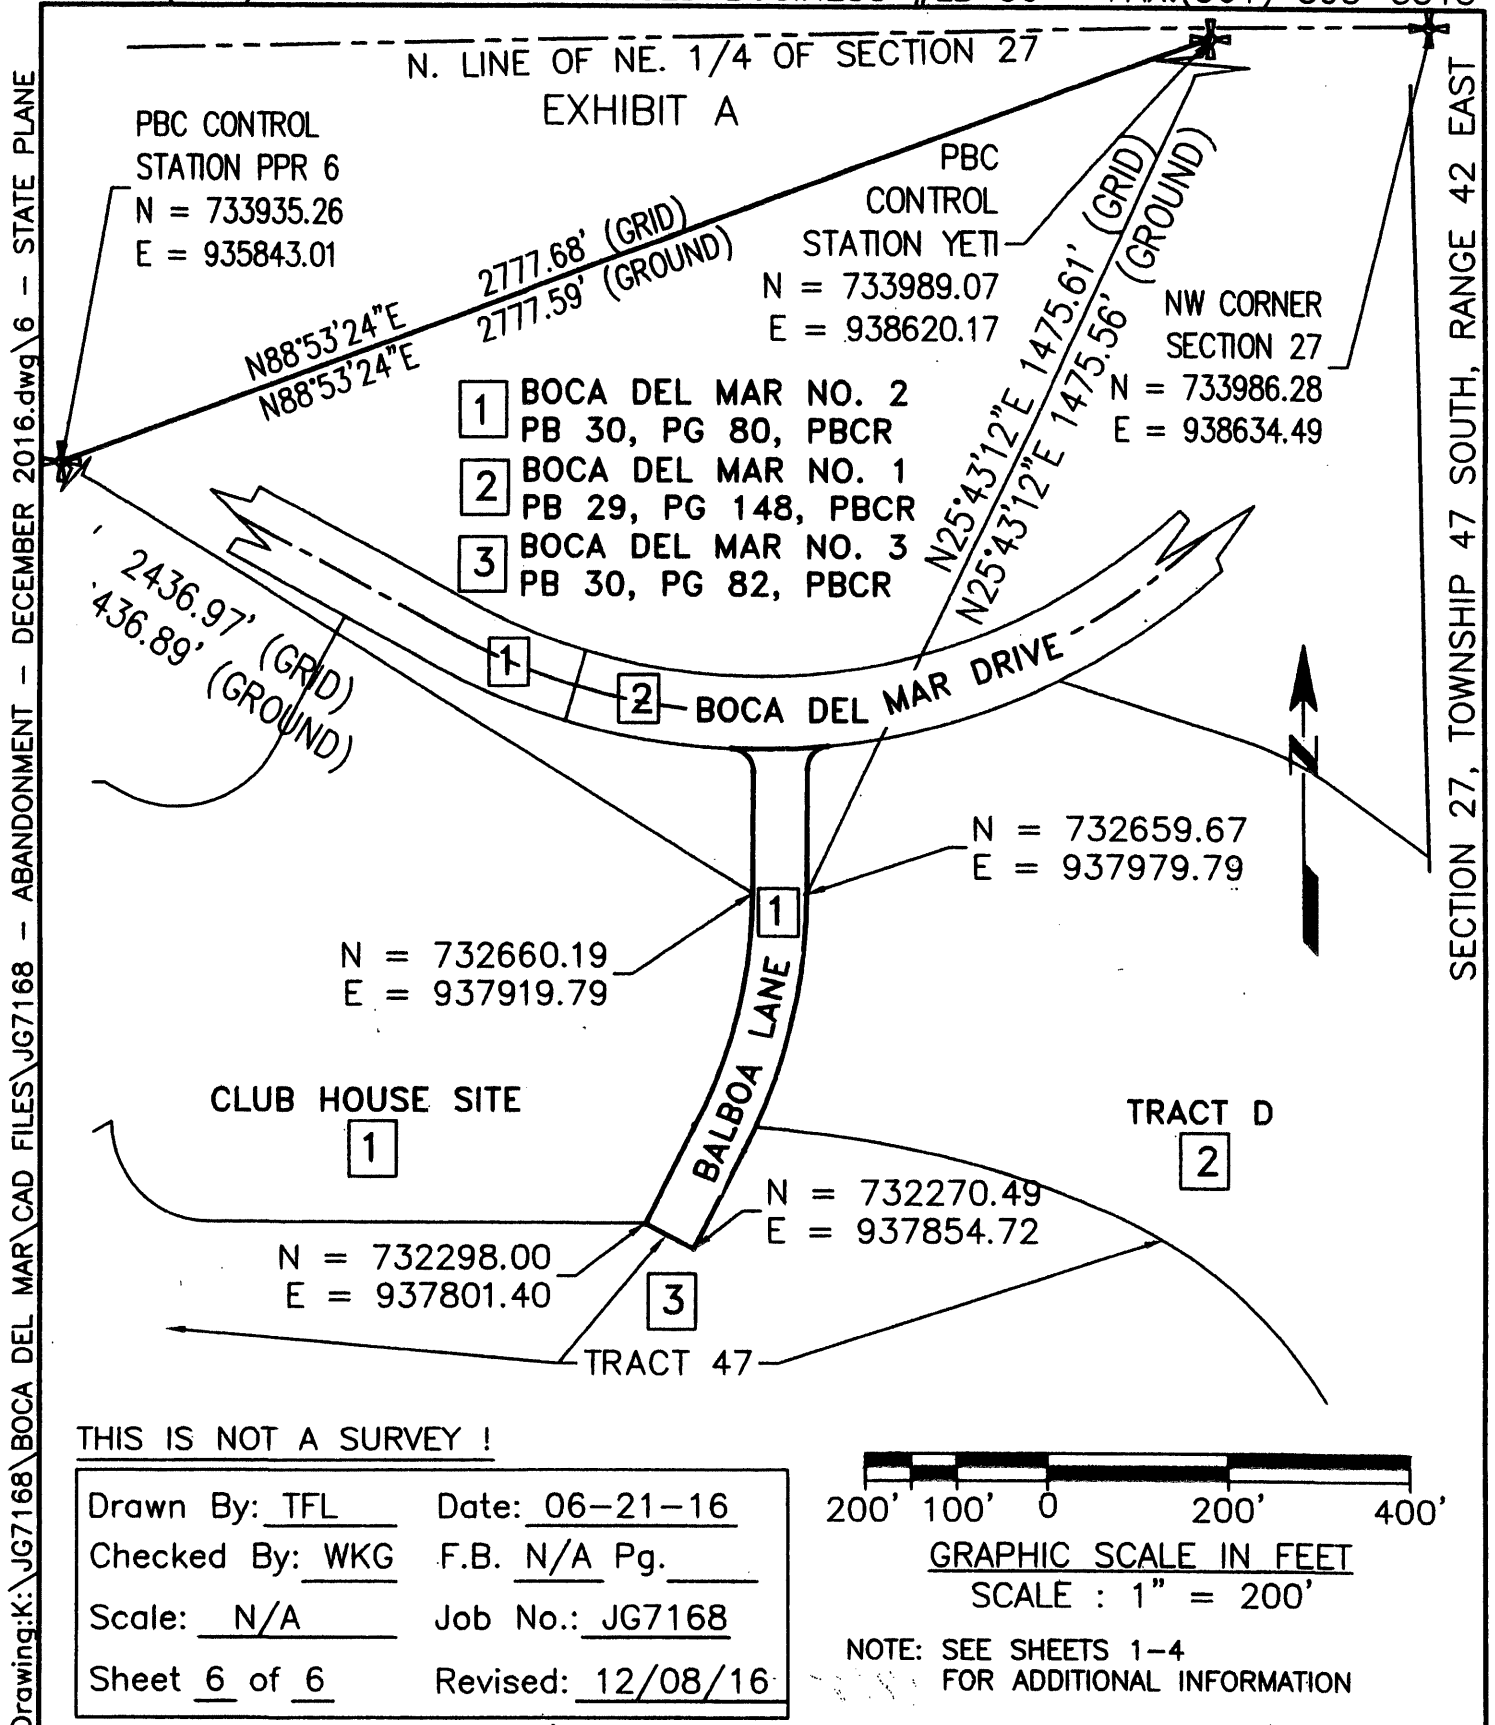 N. LINE OF NE. 1/4 OF SECTION 27
EXHIBIT A
PBC CONTROL
STATION PPR 6
N = 733935.26
E = 935843.01
2777.68' (GRID)
2777.59' (GROUND)
N88°53'24"E
N88°53'24"E
PBC
CONTROL
STATION YETI
N = 733989.07
E = 938620.17
N25°43'12"E 1475.61' (GRID)
N25°43'12"E 1475.56' (GROUND)
NW CORNER
SECTION 27
N = 733986.28
E = 938634.49
1 BOCA DEL MAR NO. 2
PB 30, PG 80, PBCR
2 BOCA DEL MAR NO. 1
PB 29, PG 148, PBCR
3 BOCA DEL MAR NO. 3
PB 30, PG 82, PBCR
2436.97' (GRID)
436.89' (GROUND)
1
2
BOCA DEL MAR DRIVE
N
N = 732659.67
E = 937979.79
1
N = 732660.19
E = 937919.79
BALBOA LANE
CLUB HOUSE SITE
1
TRACT D
2
N = 732270.49
E = 937854.72
N = 732298.00
E = 937801.40
3
TRACT 47
SECTION 27, TOWNSHIP 47 SOUTH, RANGE 42 EAST
Drawing:K:\JG7168\BOCA DEL MAR\CAD FILES\JG7168 - ABANDONMENT - DECEMBER 2016.dwg\6 - STATE PLANE
THIS IS NOT A SURVEY !
Drawn By: TFL Date: 06-21-16
Checked By: WKG F.B. N/A Pg.
Scale: N/A Job No.: JG7168
Sheet 6 of 6 Revised: 12/08/16
200' 100' 0 200' 400'
GRAPHIC SCALE IN FEET
SCALE : 1" = 200'
NOTE: SEE SHEETS 1-4
FOR ADDITIONAL INFORMATION